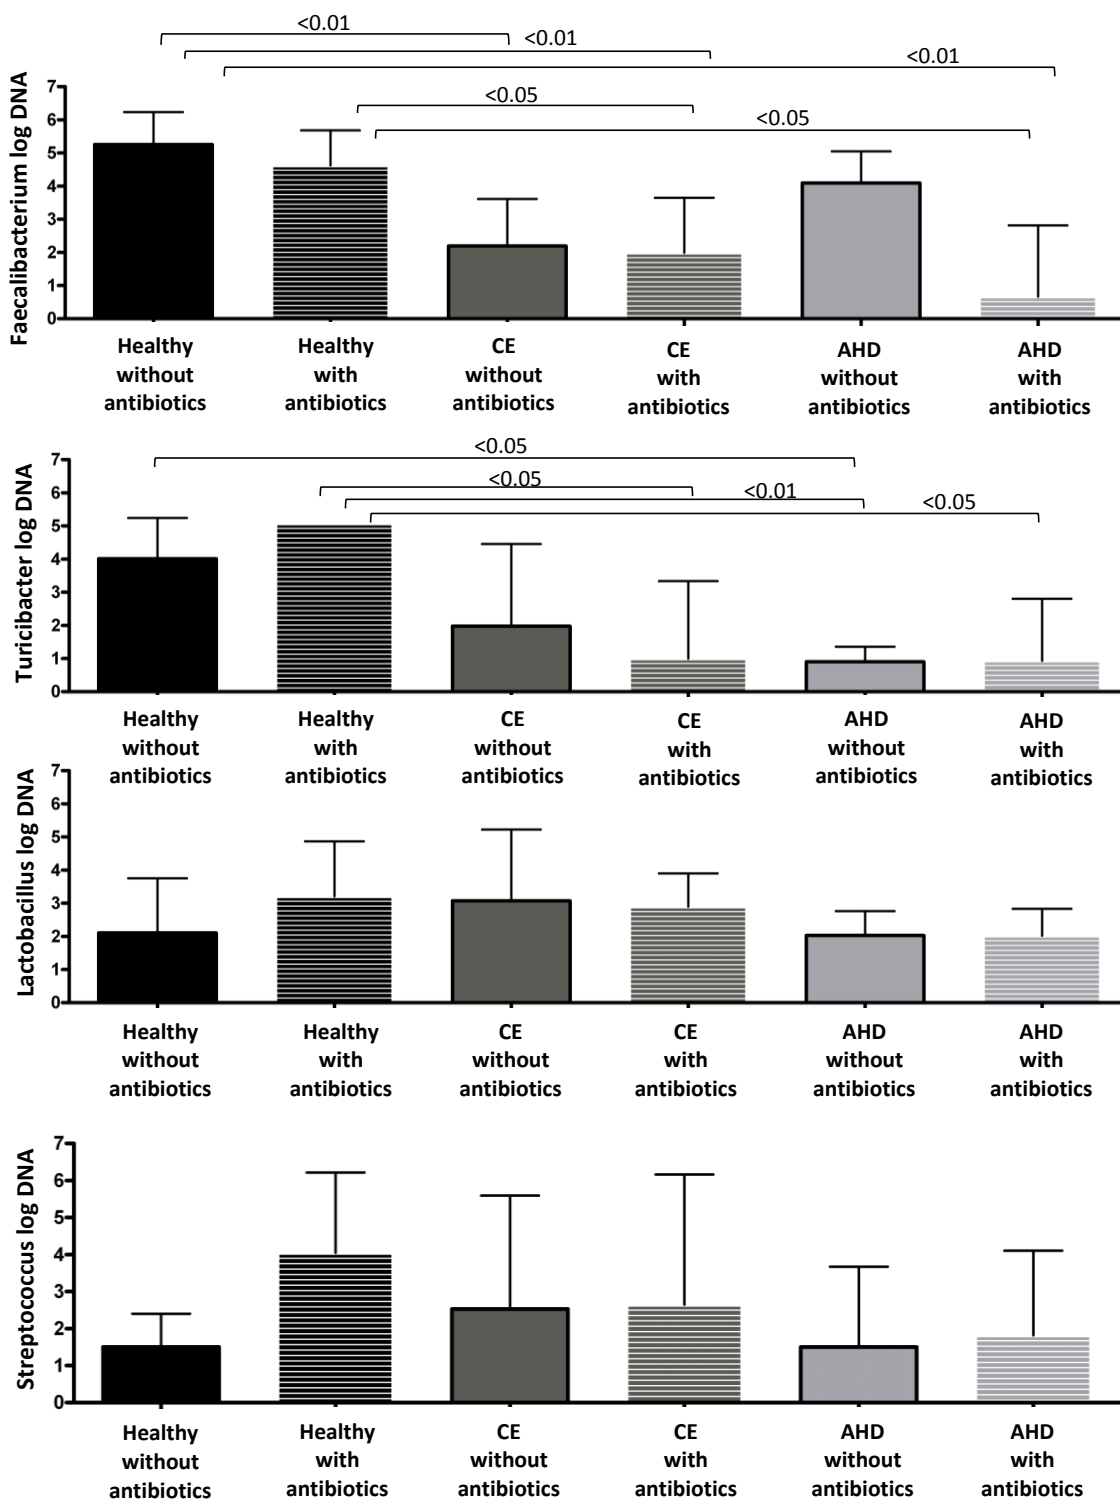 <0.01
<0.01
<0.01
<0.05
<0.05
Faecalibacterium log DNA
7
6
5
4
3
2
1
0
Healthy without antibiotics
Healthy with antibiotics
CE without antibiotics
CE with antibiotics
AHD without antibiotics
AHD with antibiotics
<0.05
<0.05
<0.01
<0.05
Turicibacter log DNA
7
6
5
4
3
2
1
0
Healthy without antibiotics
Healthy with antibiotics
CE without antibiotics
CE with antibiotics
AHD without antibiotics
AHD with antibiotics
Lactobacillus log DNA
7
6
5
4
3
2
1
0
Healthy without antibiotics
Healthy with antibiotics
CE without antibiotics
CE with antibiotics
AHD without antibiotics
AHD with antibiotics
Streptococcus log DNA
7
6
5
4
3
2
1
0
Healthy without antibiotics
Healthy with antibiotics
CE without antibiotics
CE with antibiotics
AHD without antibiotics
AHD with antibiotics